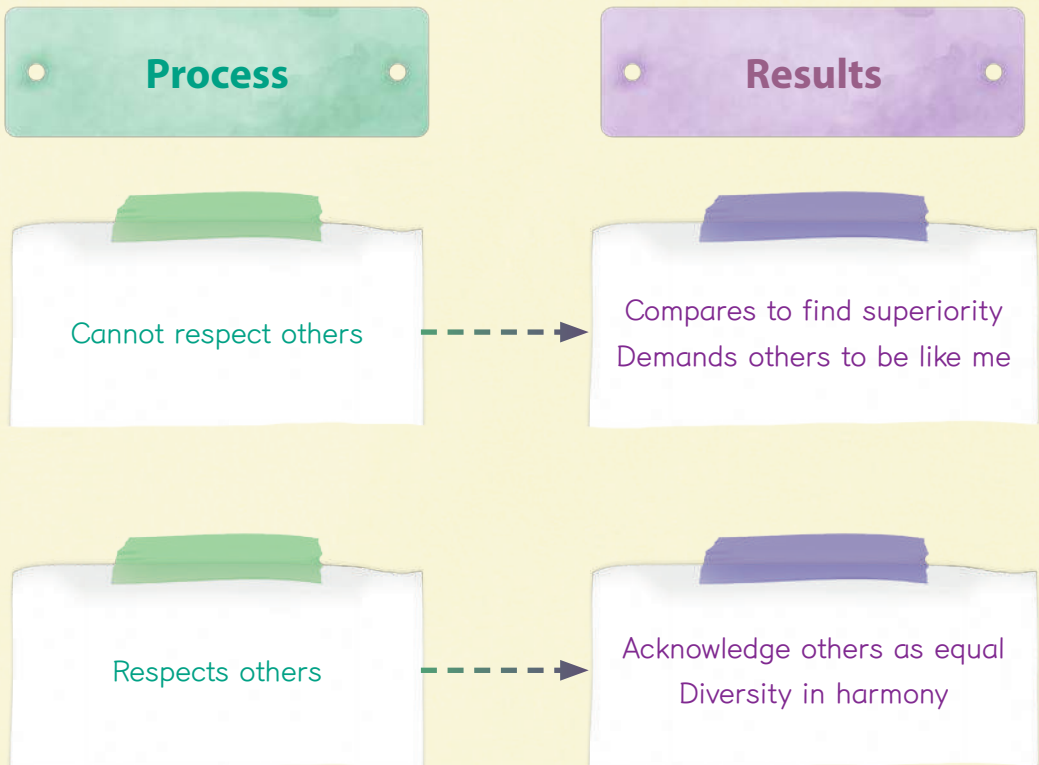 Process
Results
Cannot respect others
Compares to find superiority
Demands others to be like me
Respects others
Acknowledge others as equal
Diversity in harmony